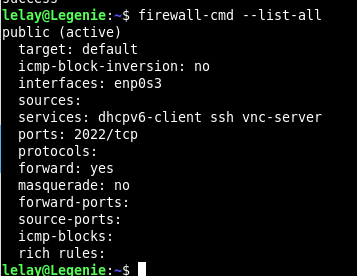 success
lelay@Legenie:~$ firewall-cmd --list-all
public (active)
  target: default
  icmp-block-inversion: no
  interfaces: enp0s3
  sources:
  services: dhcpv6-client ssh vnc-server
  ports: 2022/tcp
  protocols:
  forward: yes
  masquerade: no
  forward-ports:
  source-ports:
  icmp-blocks:
  rich rules:
lelay@Legenie:~$